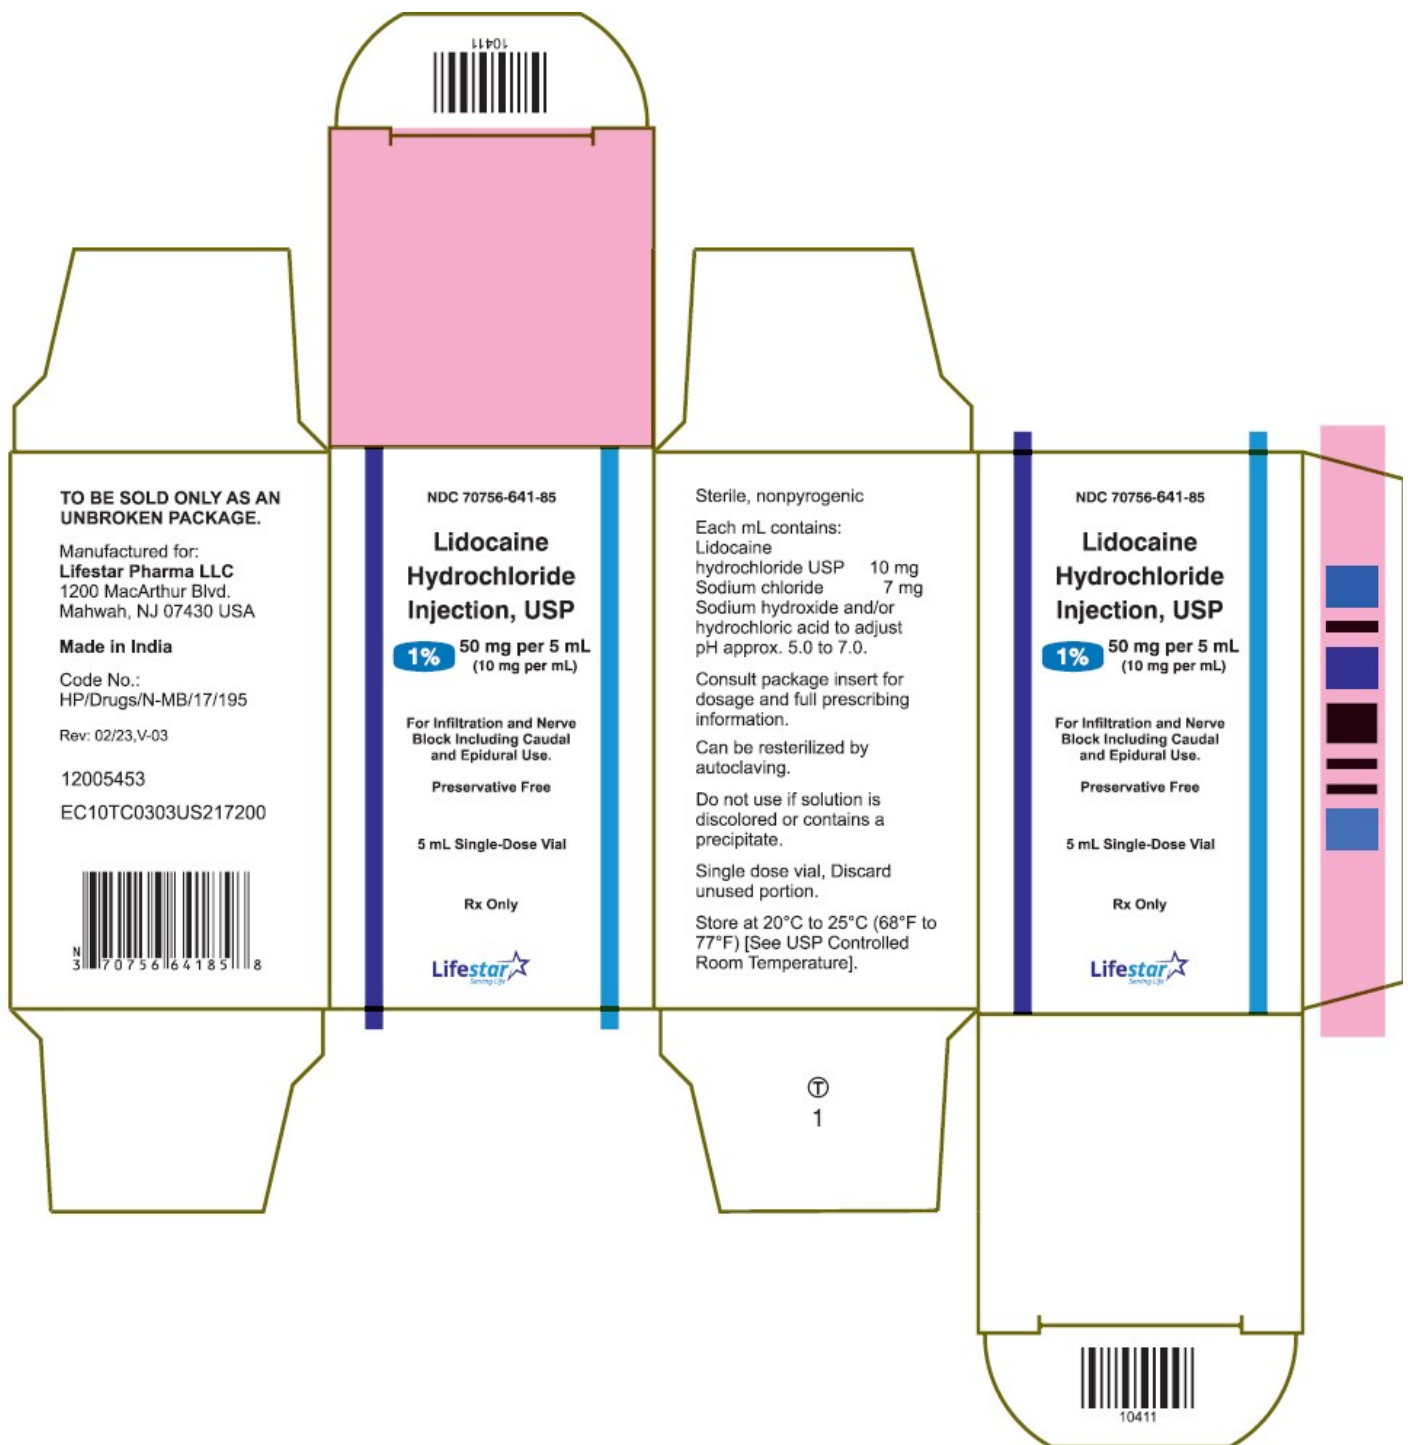 10411
TO BE SOLD ONLY AS AN
UNBROKEN PACKAGE.
Manufactured for:
Lifestar Pharma LLC
1200 MacArthur Blvd.
Mahwah, NJ 07430 USA
Made in India
Code No.:
HP/Drugs/N-MB/17/195
Rev: 02/23,V-03
12005453
EC10TC0303US217200
N
3 70756 64185 8
NDC 70756-641-85
Lidocaine
Hydrochloride
Injection, USP
1% 50 mg per 5 mL
(10 mg per mL)
For Infiltration and Nerve
Block Including Caudal
and Epidural Use.
Preservative Free
5 mL Single-Dose Vial
Rx Only
Lifestar
Serving Life
Sterile, nonpyrogenic
Each mL contains:
Lidocaine
hydrochloride USP 10 mg
Sodium chloride 7 mg
Sodium hydroxide and/or
hydrochloric acid to adjust
pH approx. 5.0 to 7.0.
Consult package insert for
dosage and full prescribing
information.
Can be resterilized by
autoclaving.
Do not use if solution is
discolored or contains a
precipitate.
Single dose vial, Discard
unused portion.
Store at 20°C to 25°C (68°F to
77°F) [See USP Controlled
Room Temperature].
Ⓣ
1
NDC 70756-641-85
Lidocaine
Hydrochloride
Injection, USP
1% 50 mg per 5 mL
(10 mg per mL)
For Infiltration and Nerve
Block Including Caudal
and Epidural Use.
Preservative Free
5 mL Single-Dose Vial
Rx Only
Lifestar
Serving Life
10411